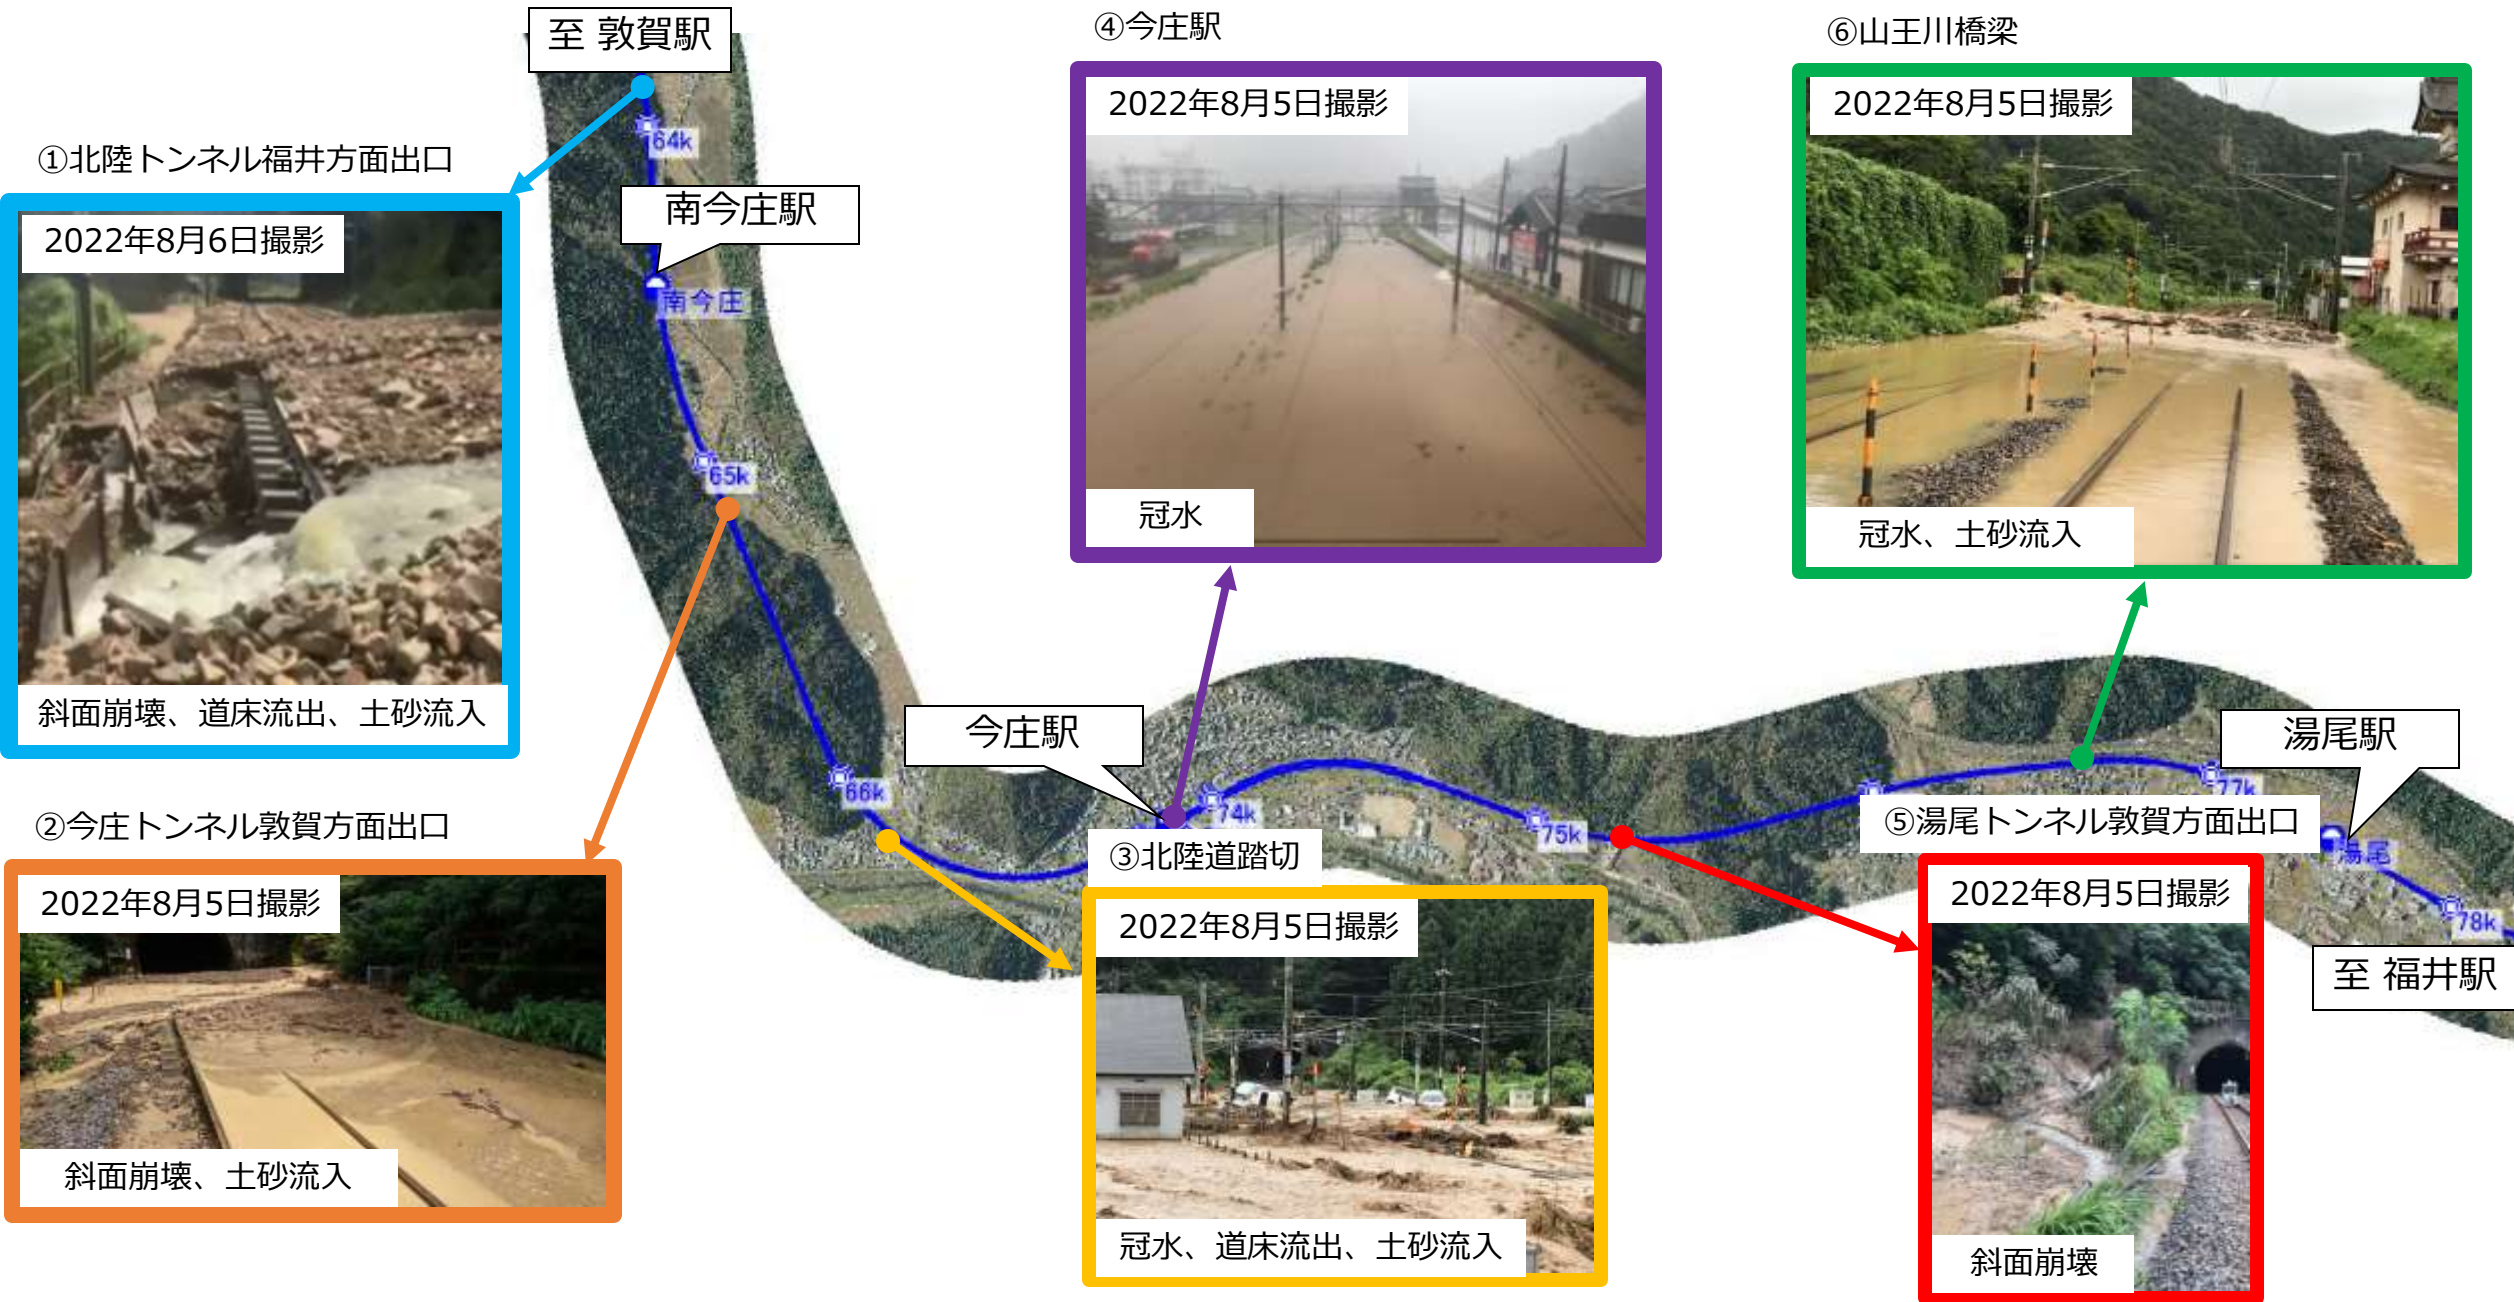 至 敦賀駅
④今庄駅
⑥山王川橋梁
2022年8月5日撮影
2022年8月5日撮影
64k
①北陸トンネル福井方面出口
南今庄駅
2022年8月6日撮影
南今庄
65k
冠水
冠水、土砂流入
斜面崩壊、道床流出、土砂流入
今庄駅
湯尾駅
66k
74k
75k
77k
②今庄トンネル敦賀方面出口
③北陸道踏切
⑤湯尾トンネル敦賀方面出口
湯尾
2022年8月5日撮影
2022年8月5日撮影
2022年8月5日撮影
78k
至 福井駅
斜面崩壊、土砂流入
冠水、道床流出、土砂流入
斜面崩壊